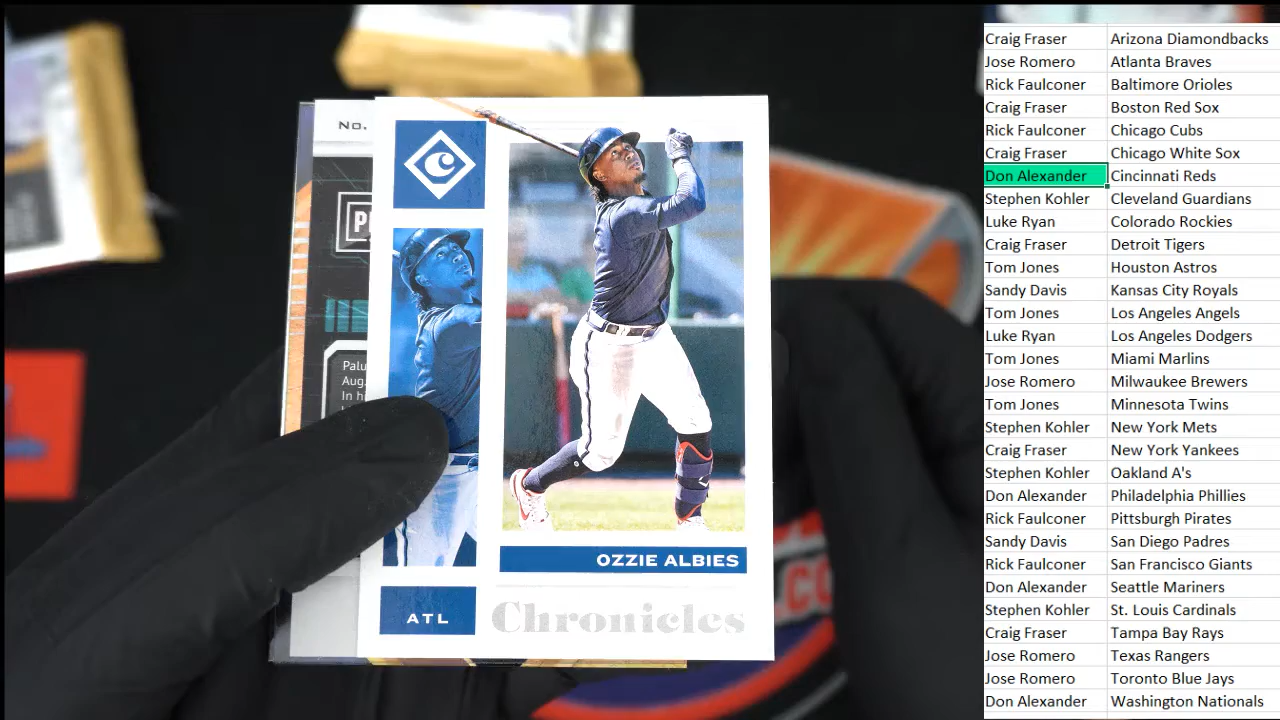 No.
Palu
Aug.
In hi
OZZIE ALBIES
ATL
Chronicles
Craig Fraser Arizona Diamondbacks
Jose Romero Atlanta Braves
Rick Faulconer Baltimore Orioles
Craig Fraser Boston Red Sox
Rick Faulconer Chicago Cubs
Craig Fraser Chicago White Sox
Don Alexander Cincinnati Reds
Stephen Kohler Cleveland Guardians
Luke Ryan Colorado Rockies
Craig Fraser Detroit Tigers
Tom Jones Houston Astros
Sandy Davis Kansas City Royals
Tom Jones Los Angeles Angels
Luke Ryan Los Angeles Dodgers
Tom Jones Miami Marlins
Jose Romero Milwaukee Brewers
Tom Jones Minnesota Twins
Stephen Kohler New York Mets
Craig Fraser New York Yankees
Stephen Kohler Oakland A's
Don Alexander Philadelphia Phillies
Rick Faulconer Pittsburgh Pirates
Sandy Davis San Diego Padres
Rick Faulconer San Francisco Giants
Don Alexander Seattle Mariners
Stephen Kohler St. Louis Cardinals
Craig Fraser Tampa Bay Rays
Jose Romero Texas Rangers
Jose Romero Toronto Blue Jays
Don Alexander Washington Nationals